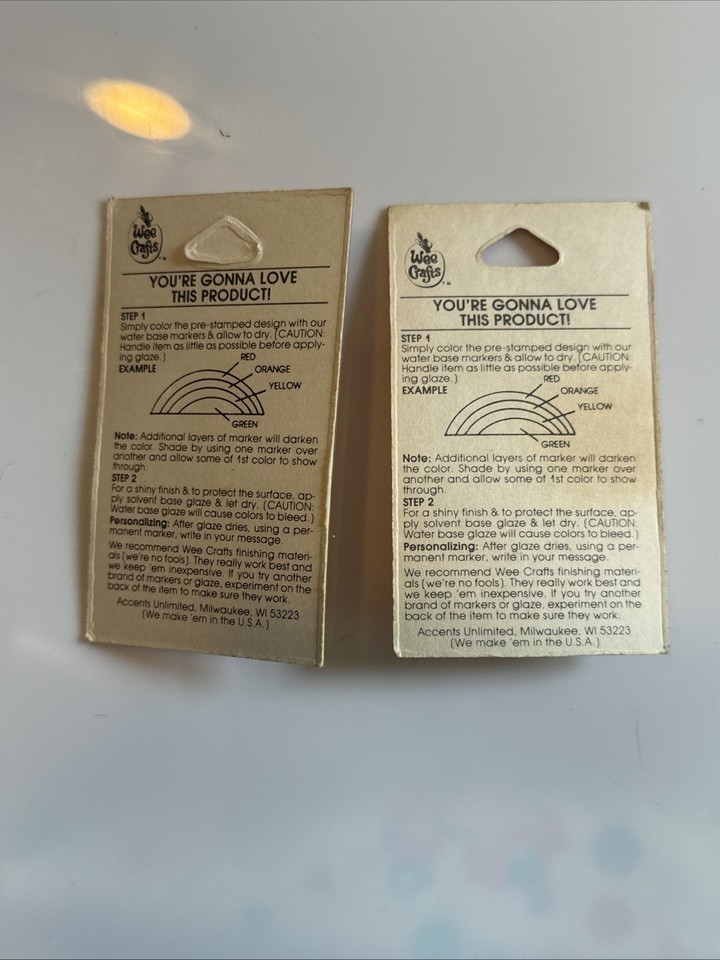 Wee
Crafts
™
YOU'RE GONNA LOVE
THIS PRODUCT!
STEP 1
Simply color the pre-stamped design with our
water base markers & allow to dry. (CAUTION:
Handle item as little as possible before apply-
ing glaze.)
EXAMPLE
RED
ORANGE
YELLOW
GREEN
Note: Additional layers of marker will darken
the color. Shade by using one marker over
another and allow some of 1st color to show
through.
STEP 2
For a shiny finish & to protect the surface, ap-
ply solvent base glaze & let dry. (CAUTION:
Water base glaze will cause colors to bleed.)
Personalizing: After glaze dries, using a per-
manent marker, write in your message.
We recommend Wee Crafts finishing materi-
als (we're no fools). They really work best and
we keep 'em inexpensive. If you try another
brand of markers or glaze, experiment on the
back of the item to make sure they work.
Accents Unlimited, Milwaukee, WI 53223
(We make 'em in the U.S.A.)
Wee
Crafts
™
YOU'RE GONNA LOVE
THIS PRODUCT!
STEP 1
Simply color the pre-stamped design with our
water base markers & allow to dry. (CAUTION:
Handle item as little as possible before apply-
ing glaze.)
EXAMPLE
RED
ORANGE
YELLOW
GREEN
Note: Additional layers of marker will darken
the color. Shade by using one marker over
another and allow some of 1st color to show
through.
STEP 2
For a shiny finish & to protect the surface, ap-
ply solvent base glaze & let dry. (CAUTION:
Water base glaze will cause colors to bleed.)
Personalizing: After glaze dries, using a per-
manent marker, write in your message.
We recommend Wee Crafts finishing materi-
als (we're no fools). They really work best and
we keep 'em inexpensive. If you try another
brand of markers or glaze, experiment on the
back of the item to make sure they work.
Accents Unlimited, Milwaukee, WI 53223
(We make 'em in the U.S.A.)